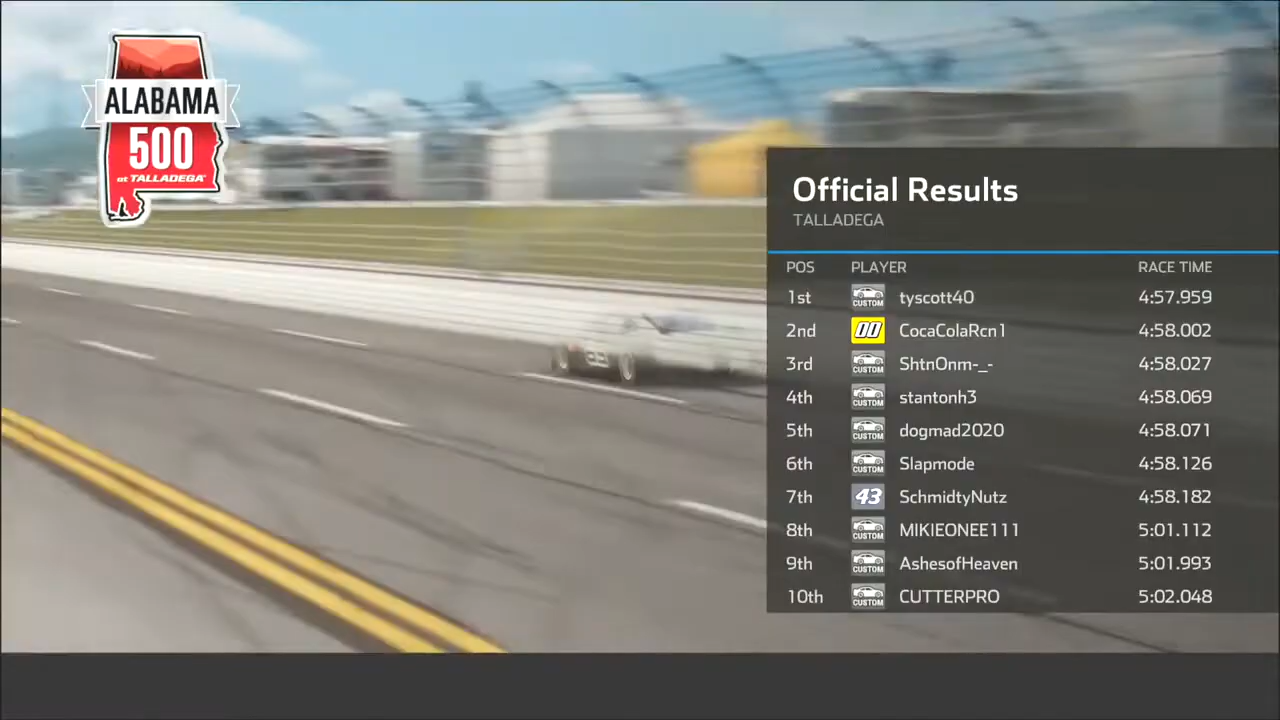 ALABAMA
500
at TALLADEGA
Official Results
TALLADEGA
POS PLAYER RACE TIME
1st CUSTOM tyscott40 4:57.959
2nd 00 CocaColaRcn1 4:58.002
3rd CUSTOM ShtnOnm-_- 4:58.027
4th CUSTOM stantonh3 4:58.069
5th CUSTOM dogmad2020 4:58.071
6th CUSTOM Slapmode 4:58.126
7th 43 SchmidtyNutz 4:58.182
8th CUSTOM MIKIEONEE111 5:01.112
9th CUSTOM AshesofHeaven 5:01.993
10th CUSTOM CUTTERPRO 5:02.048